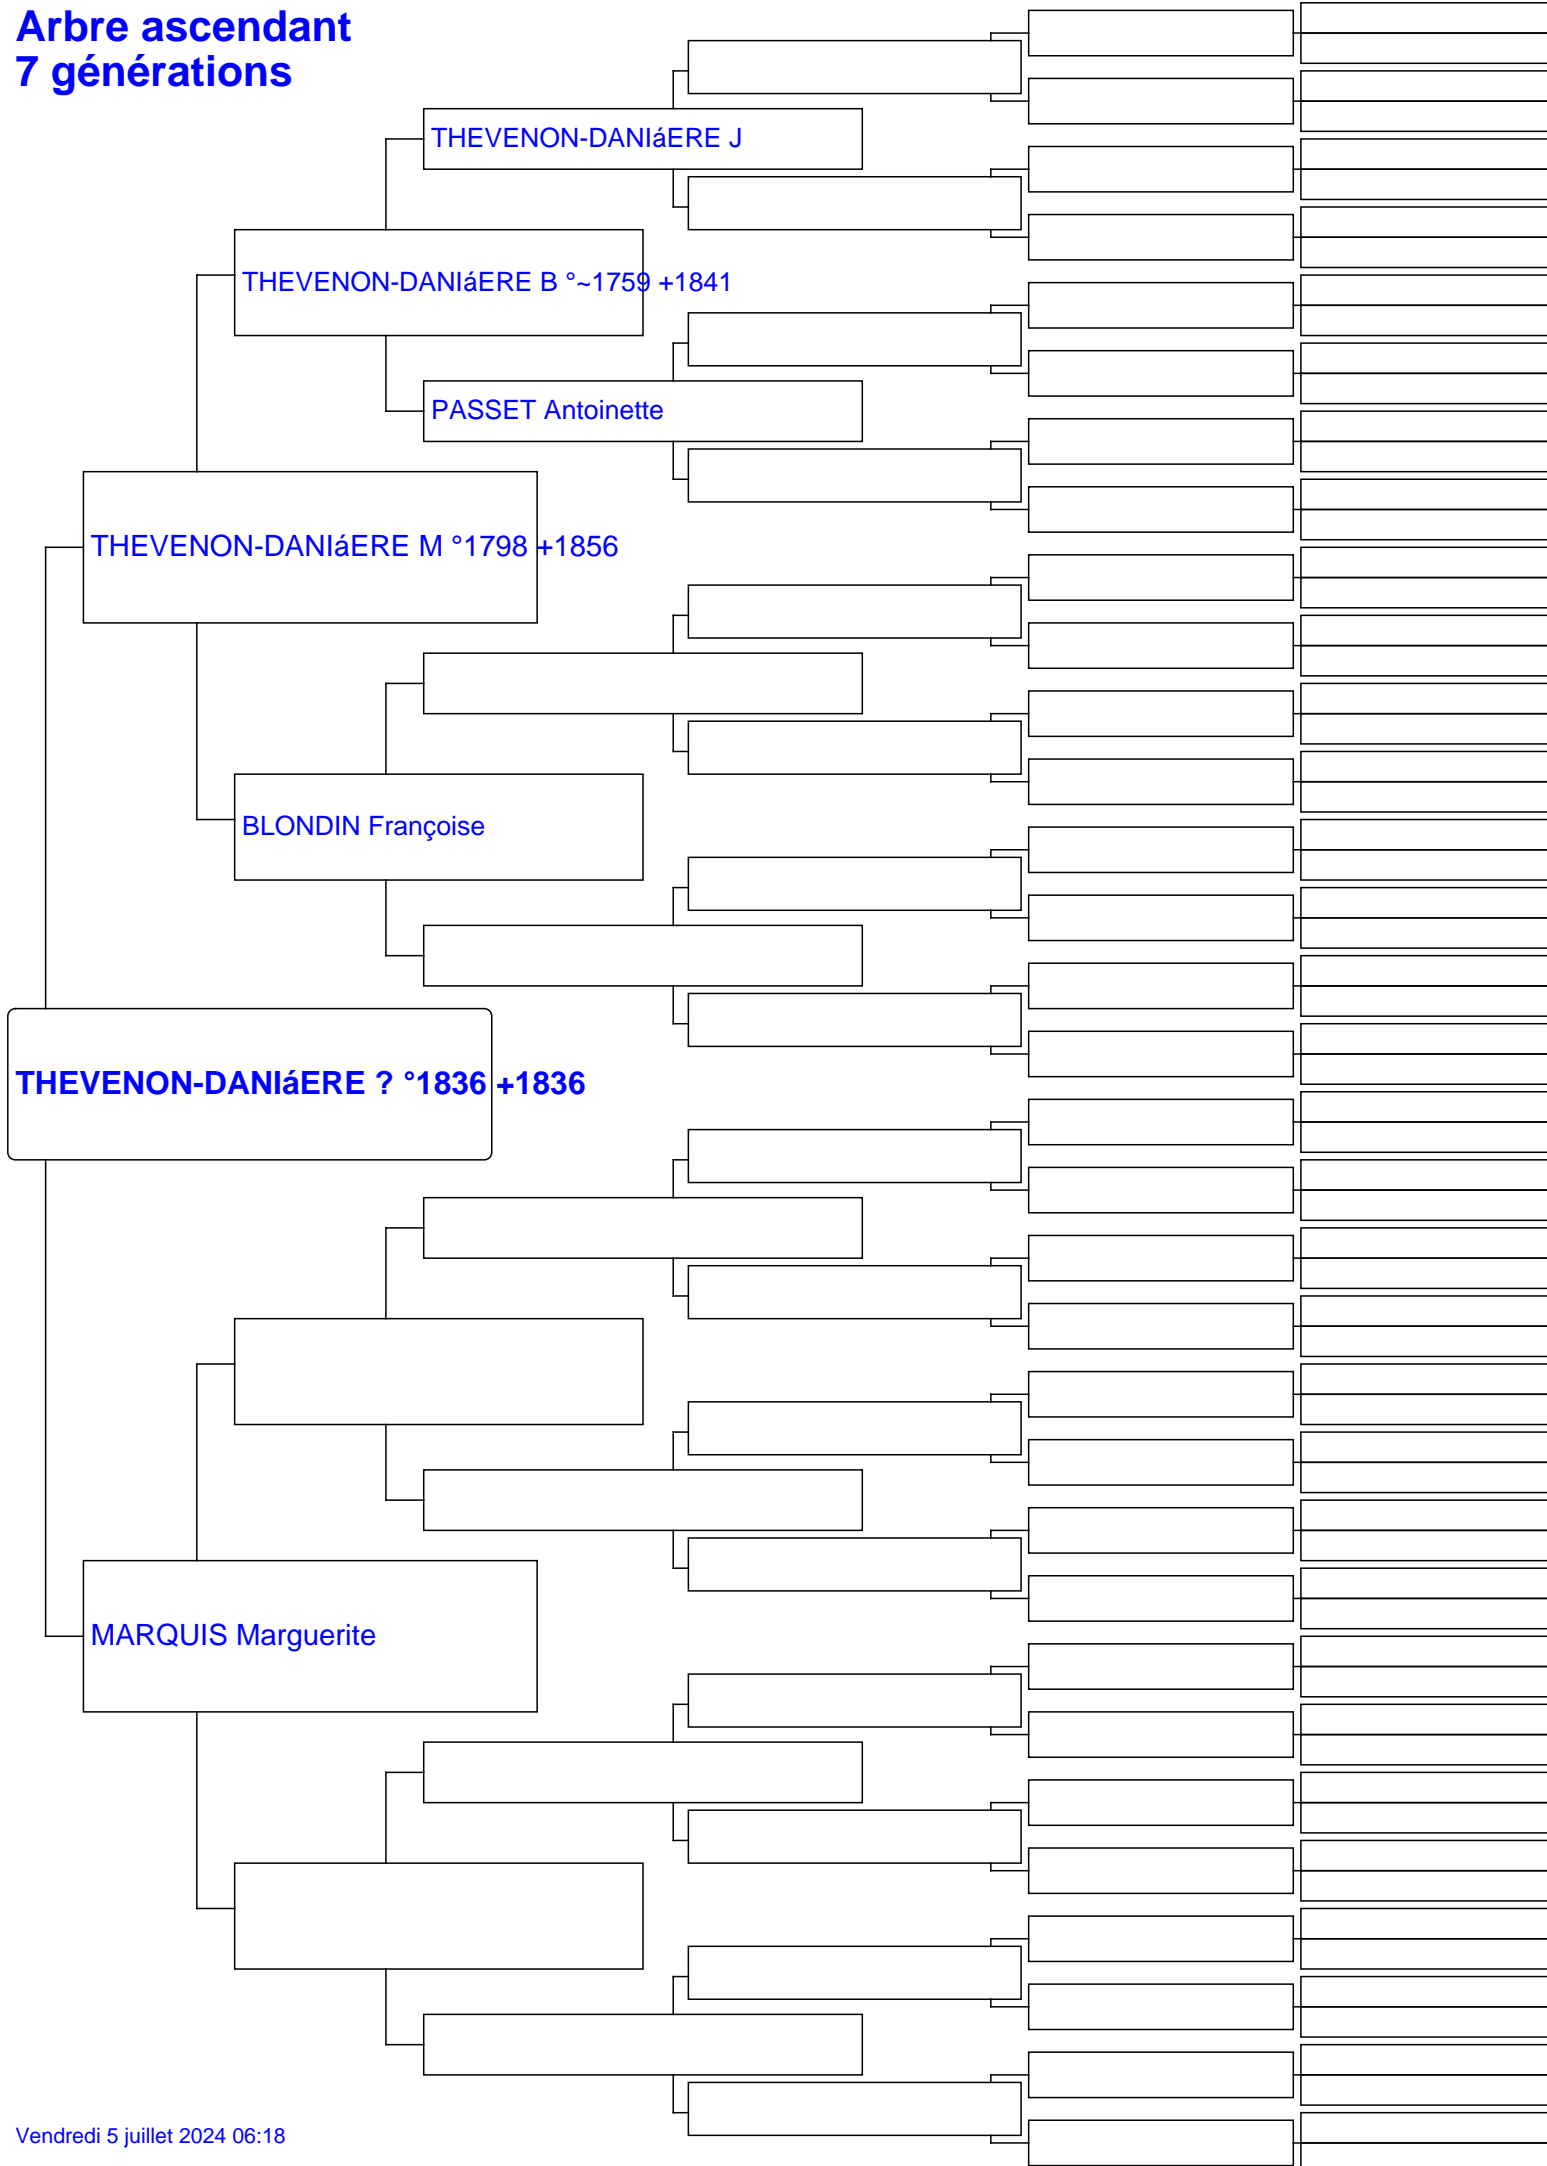 Arbre ascendant
7 générations
THEVENON-DANIáERE J
THEVENON-DANIáERE B °~1759 +1841
PASSET Antoinette
THEVENON-DANIáERE M °1798 +1856
BLONDIN Françoise
THEVENON-DANIáERE ? °1836 +1836
MARQUIS Marguerite
Vendredi 5 juillet 2024 06:18